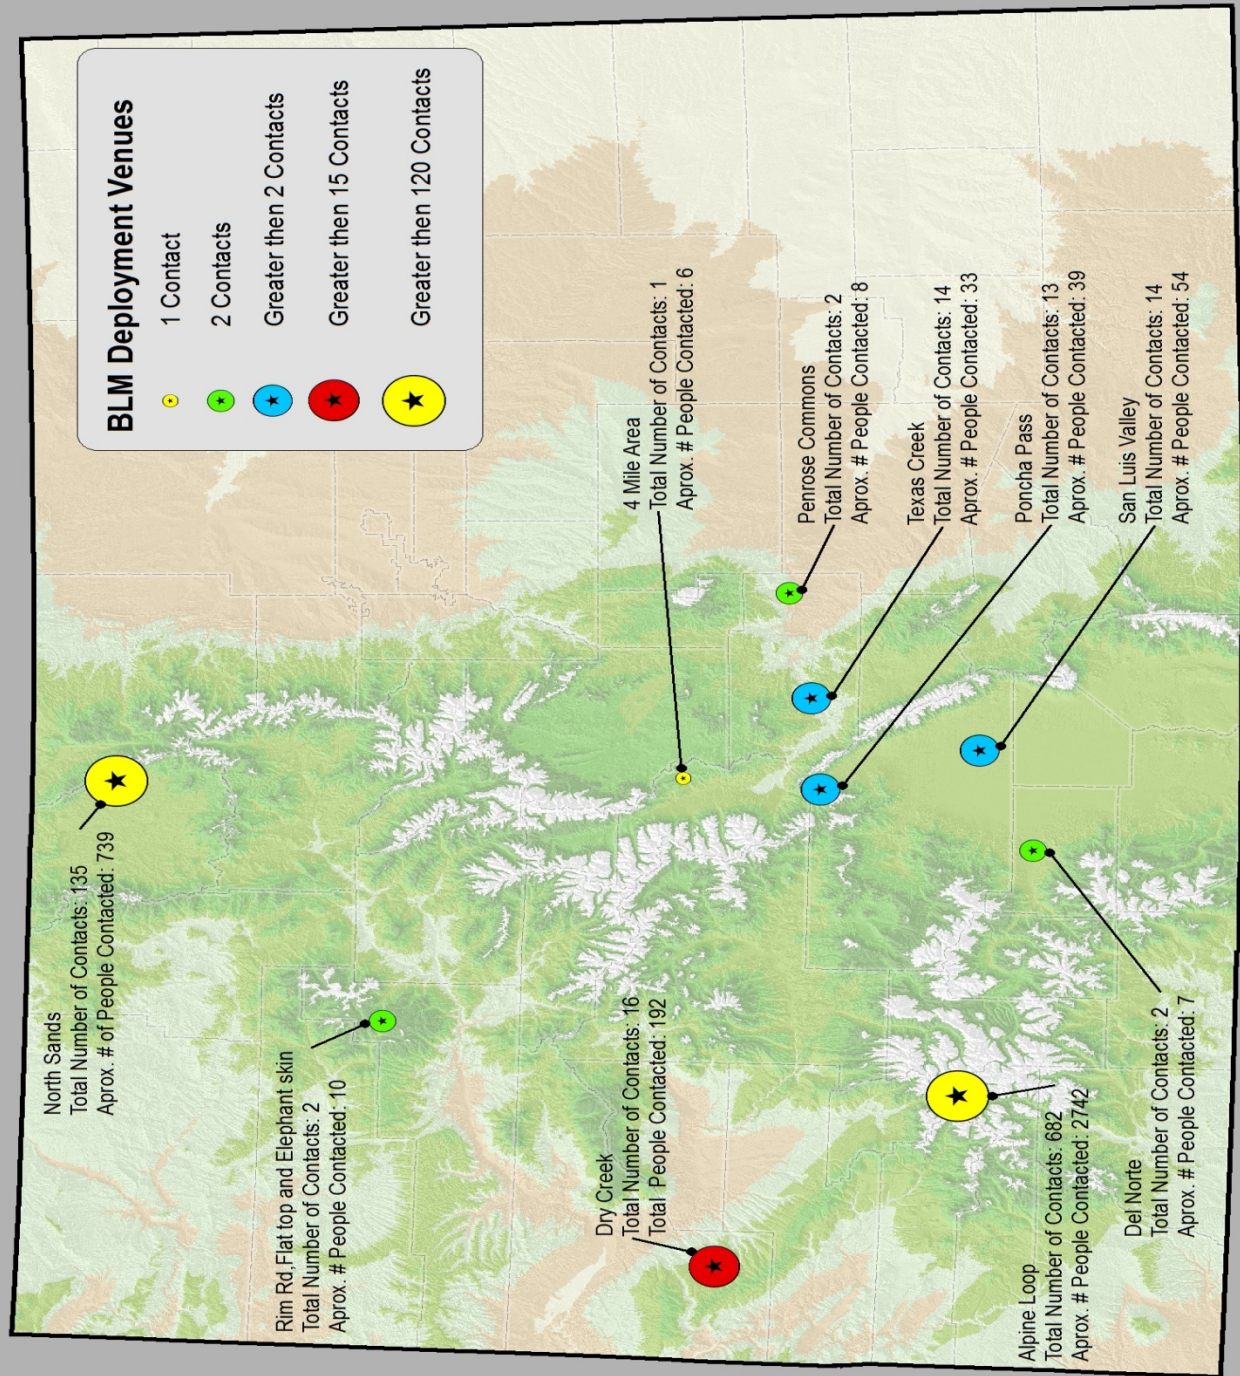 BLM Deployment Venues
1 Contact
2 Contacts
Greater then 2 Contacts
Greater then 15 Contacts
Greater then 120 Contacts
North Sands
Total Number of Contacts: 135
Aprox. # of People Contacted: 739
Rim Rd,Flat top and Elephant skin
Total Number of Contacts: 2
Aprox. # People Contacted: 10
4 Mile Area
Total Number of Contacts: 1
Aprox. # People Contacted: 6
Dry Creek
Total Number of Contacts: 16
Total People Contacted: 192
Penrose Commons
Total Number of Contacts: 2
Aprox. # People Contacted: 8
Texas Creek
Total Number of Contacts: 14
Aprox. # People Contacted: 33
Poncha Pass
Total Number of Contacts: 13
Aprox. # People Contacted: 39
San Luis Valley
Total Number of Contacts: 14
Aprox. # People Contacted: 54
Alpine Loop
Total Number of Contacts: 682
Aprox. # People Contacted: 2742
Del Norte
Total Number of Contacts: 2
Aprox. # People Contacted: 7